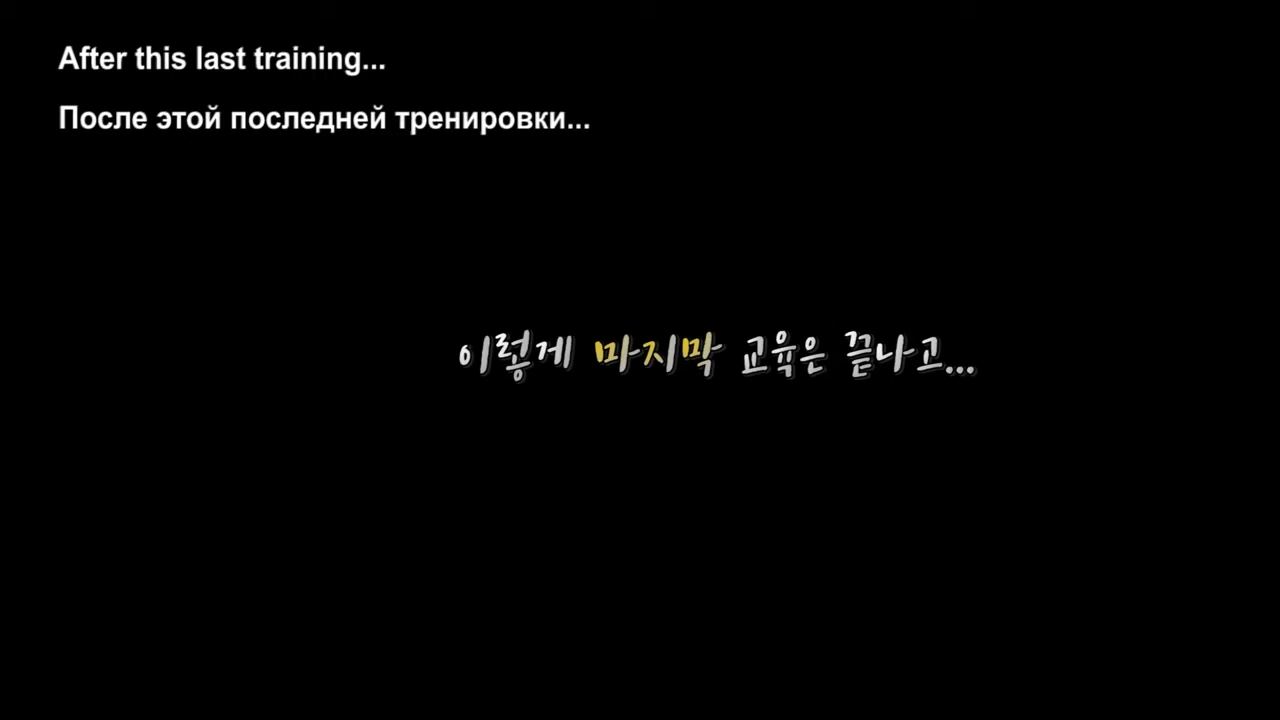 After this last training...
После этой последней тренировки...
이렇게 마지막 교육은 끝나고...